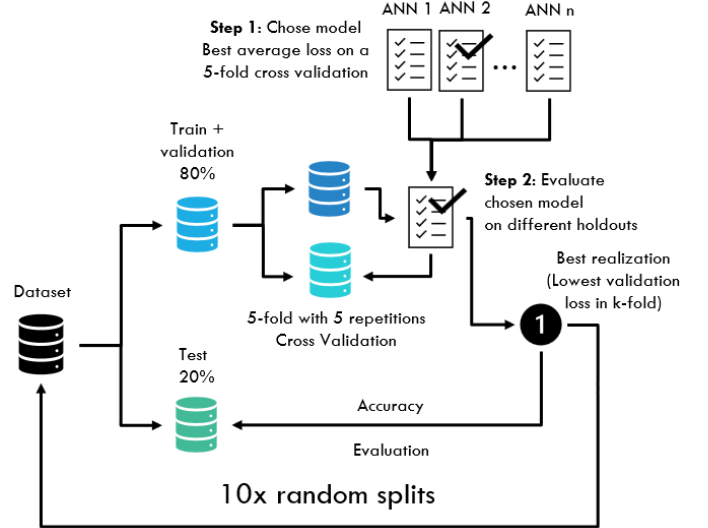 ANN 1 ANN 2 ANN n
Step 1: Chose model
Best average loss on a
5-fold cross validation
Train +
validation
80%
Step 2: Evaluate
chosen model
on different holdouts
Best realization
(Lowest validation
loss in k-fold)
Dataset
5-fold with 5 repetitions
Cross Validation
1
Test
20%
Accuracy
Evaluation
10x random splits